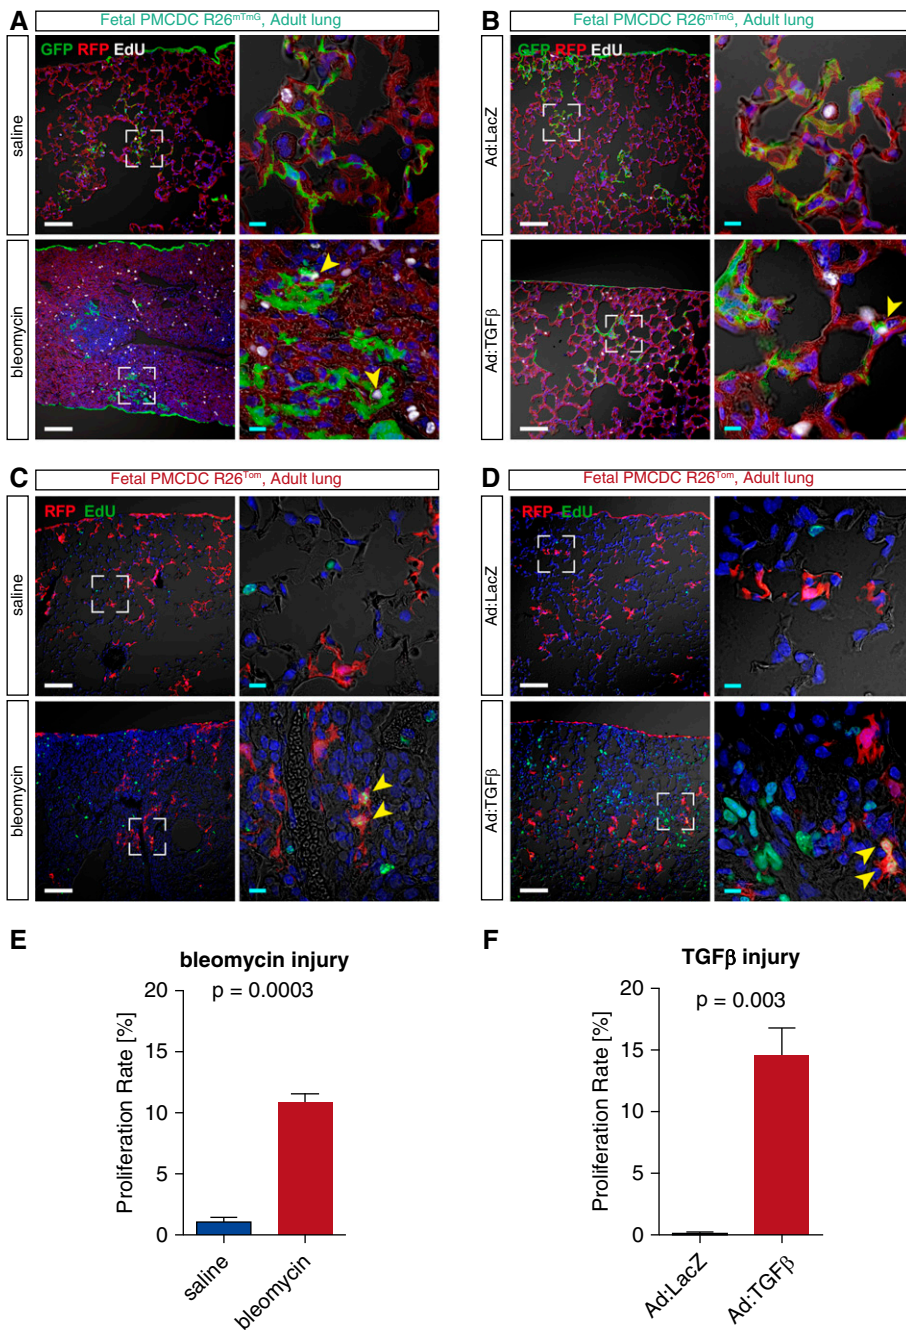 A
Fetal PMCDC R26mTmG, Adult lung
GFP RFP EdU
saline
bleomycin
B
Fetal PMCDC R26mTmG, Adult lung
GFP RFP EdU
Ad:LacZ
Ad:TGFβ
C
Fetal PMCDC R26Tom, Adult lung
RFP EdU
saline
bleomycin
D
Fetal PMCDC R26Tom, Adult lung
RFP EdU
Ad:LacZ
Ad:TGFβ
E
bleomycin injury
p = 0.0003
Proliferation Rate [%]
20
15
10
5
0
saline
bleomycin
F
TGFβ injury
p = 0.003
Proliferation Rate [%]
20
15
10
5
0
Ad:LacZ
Ad:TGFβ